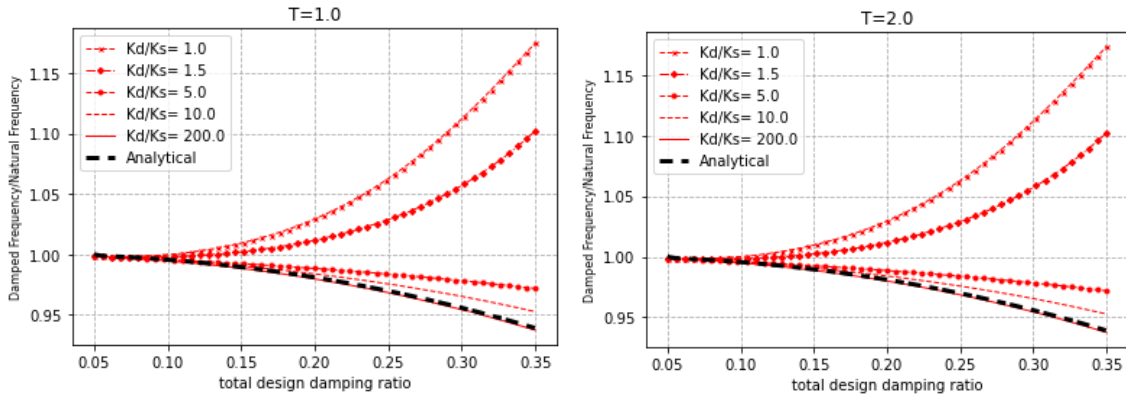 T=1.0
Damped Frequency/Natural Frequency
1.15
1.10
1.05
1.00
0.95
Kd/Ks= 1.0
Kd/Ks= 1.5
Kd/Ks= 5.0
Kd/Ks= 10.0
Kd/Ks= 200.0
Analytical
0.05 0.10 0.15 0.20 0.25 0.30 0.35
total design damping ratio
T=2.0
Damped Frequency/Natural Frequency
1.15
1.10
1.05
1.00
0.95
Kd/Ks= 1.0
Kd/Ks= 1.5
Kd/Ks= 5.0
Kd/Ks= 10.0
Kd/Ks= 200.0
Analytical
0.05 0.10 0.15 0.20 0.25 0.30 0.35
total design damping ratio